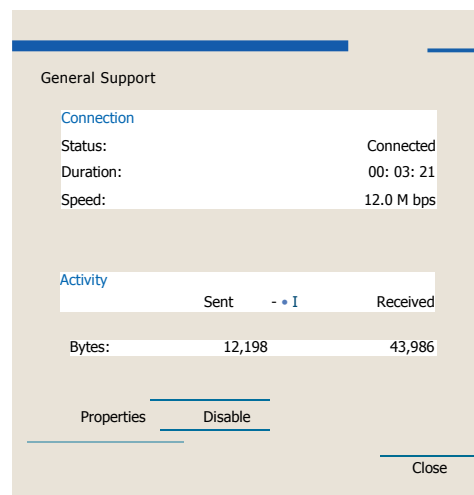 General Support
Connection
Status: Connected
Duration: 00: 03: 21
Speed: 12.0 M bps
Activity
Sent - • I Received
Bytes: 12,198 43,986
Properties Disable
Close